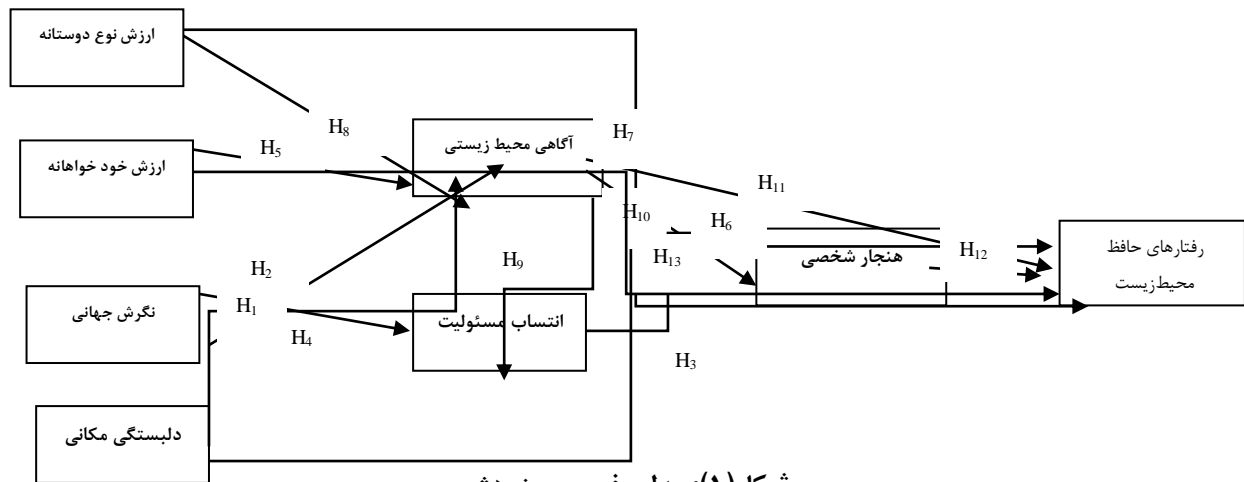 ارزش نوع دوستانه
H8
H7
آگاهی محیط زیستی
H5
ارزش خود خواهانه
H11
H10
H6
رفتارهای حافظ
محیط‌زیست
H12
هنجار شخصی
H13
H9
H2
نگرش جهانی
H1
انتساب مسئولیت
H4
H3
دلبستگی مکانی